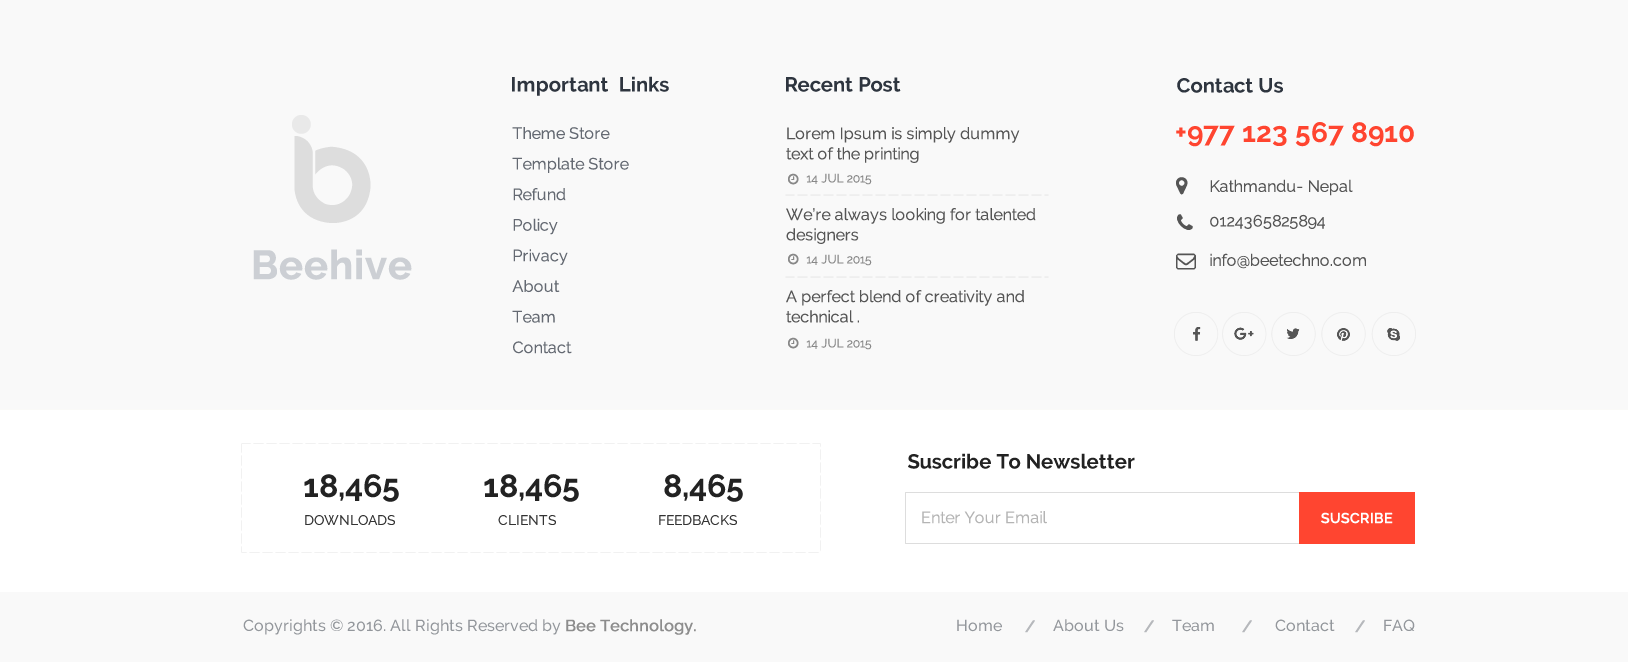 Beehive
Important Links
Theme Store
Template Store
Refund
Policy
Privacy
About
Team
Contact
Recent Post
Lorem Ipsum is simply dummy
text of the printing
14 JUL 2015
We're always looking for talented
designers
14 JUL 2015
A perfect blend of creativity and
technical .
14 JUL 2015
Contact Us
+977 123 567 8910
Kathmandu- Nepal
0124365825894
info@beetechno.com
18,465 18,465 8,465
DOWNLOADS CLIENTS FEEDBACKS
Suscribe To Newsletter
Enter Your Email SUSCRIBE
Copyrights © 2016. All Rights Reserved by Bee Technology.
Home / About Us / Team / Contact / FAQ